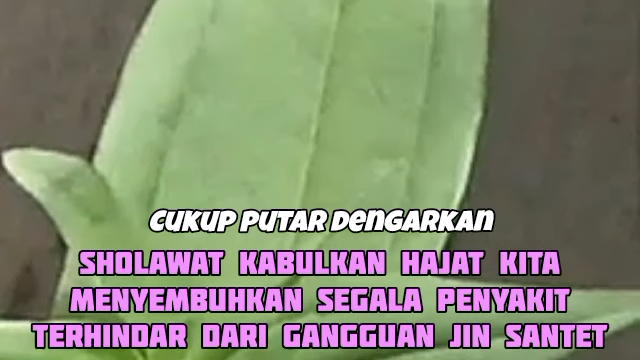 CUKUP PUTAR DENGARKAN
SHOLAWAT KABULKAN HAJAT KITA
MENYEMBUHKAN SEGALA PENYAKIT
TERHINDAR DARI GANGGUAN JIN SANTET